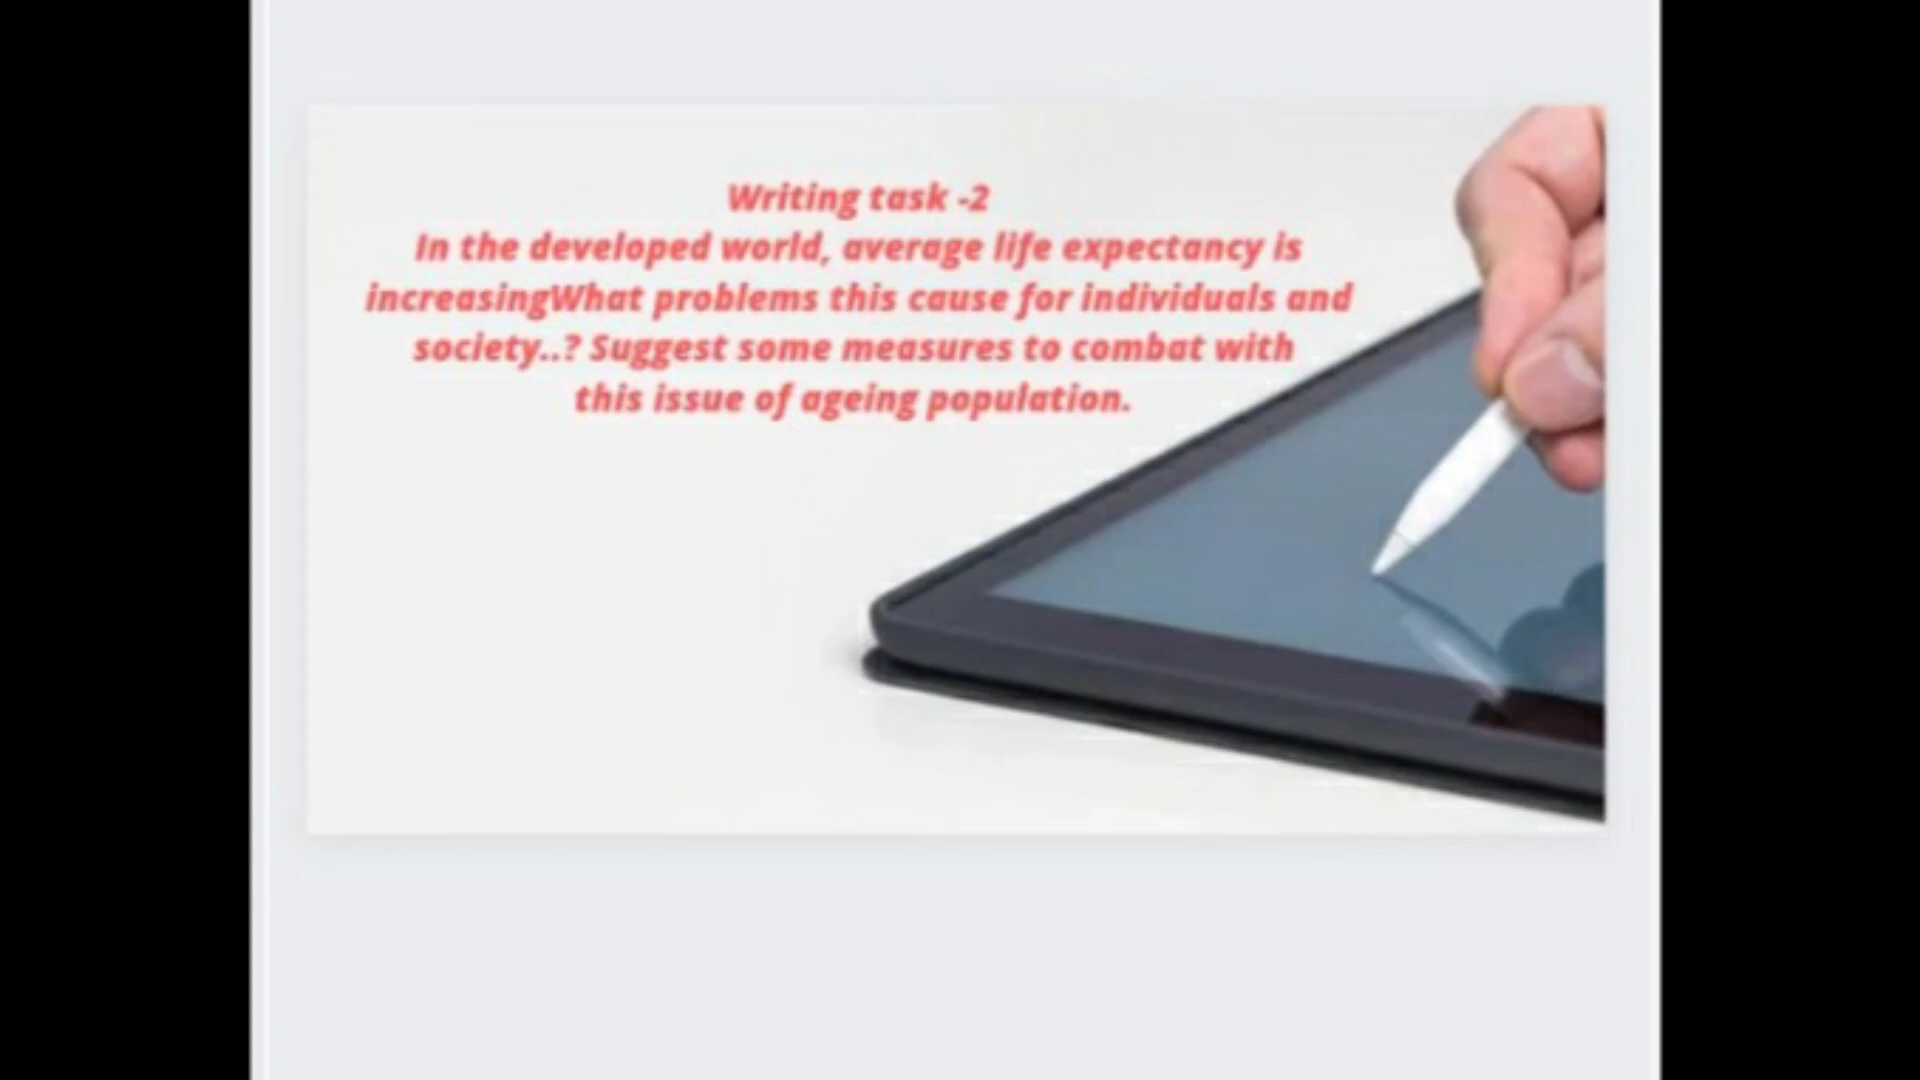 Writing task -2
In the developed world, average life expectancy is
increasingWhat problems this cause for individuals and
society..? Suggest some measures to combat with
this issue of ageing population.